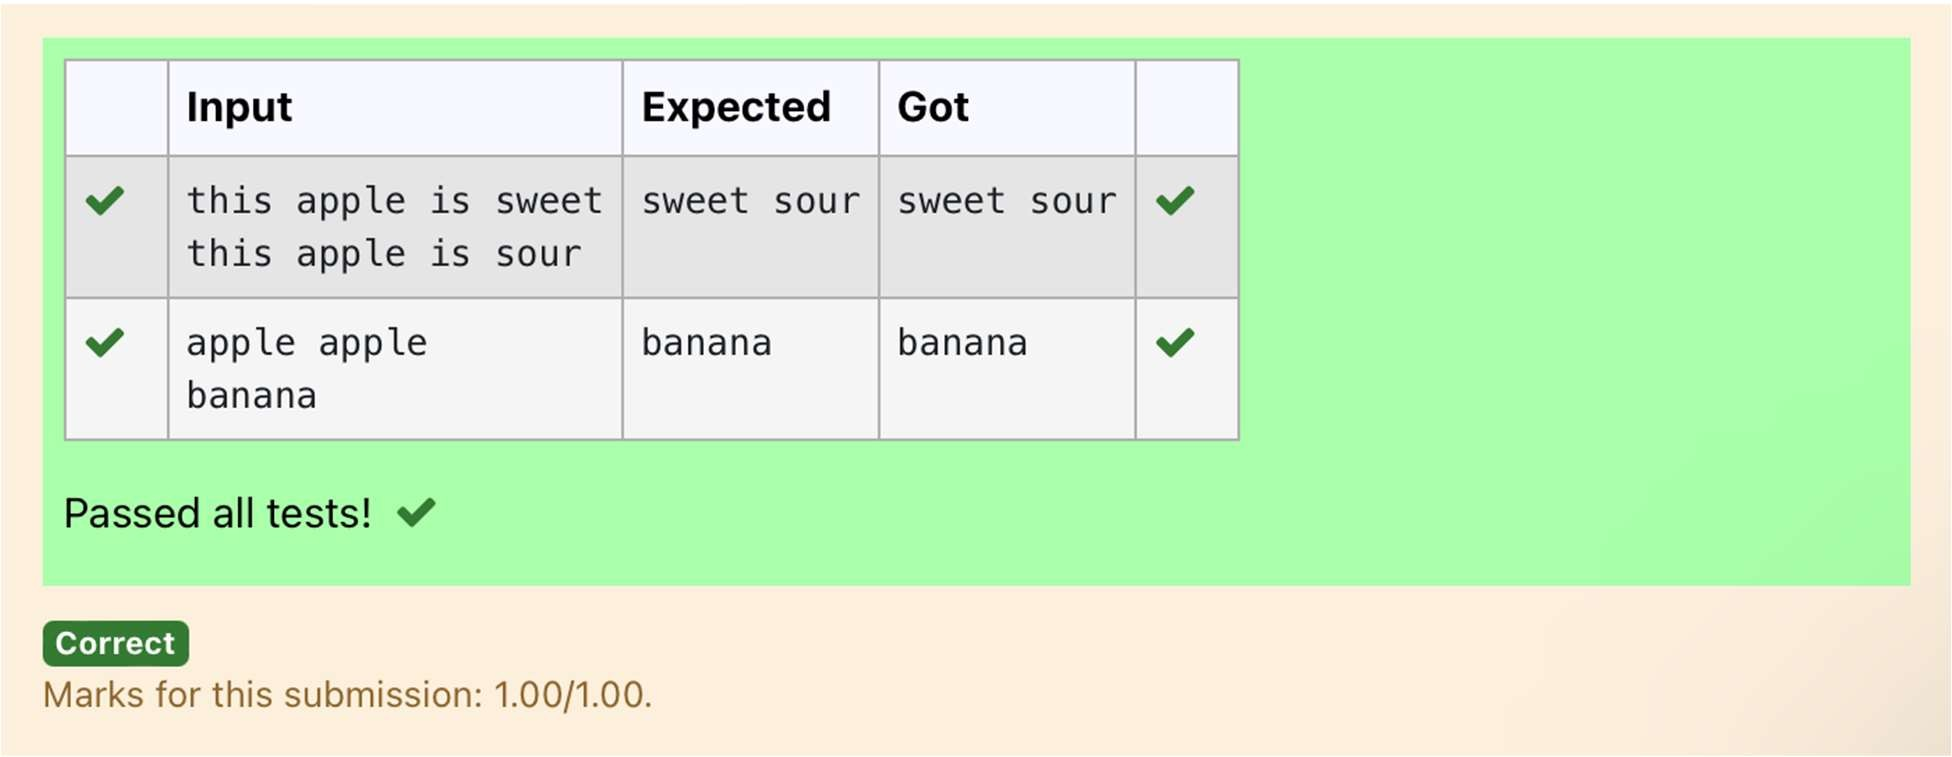 Input Expected Got
this apple is sweet sweet sour sweet sour
this apple is sour
apple apple banana banana
banana
Passed all tests!
Correct
Marks for this submission: 1.00/1.00.